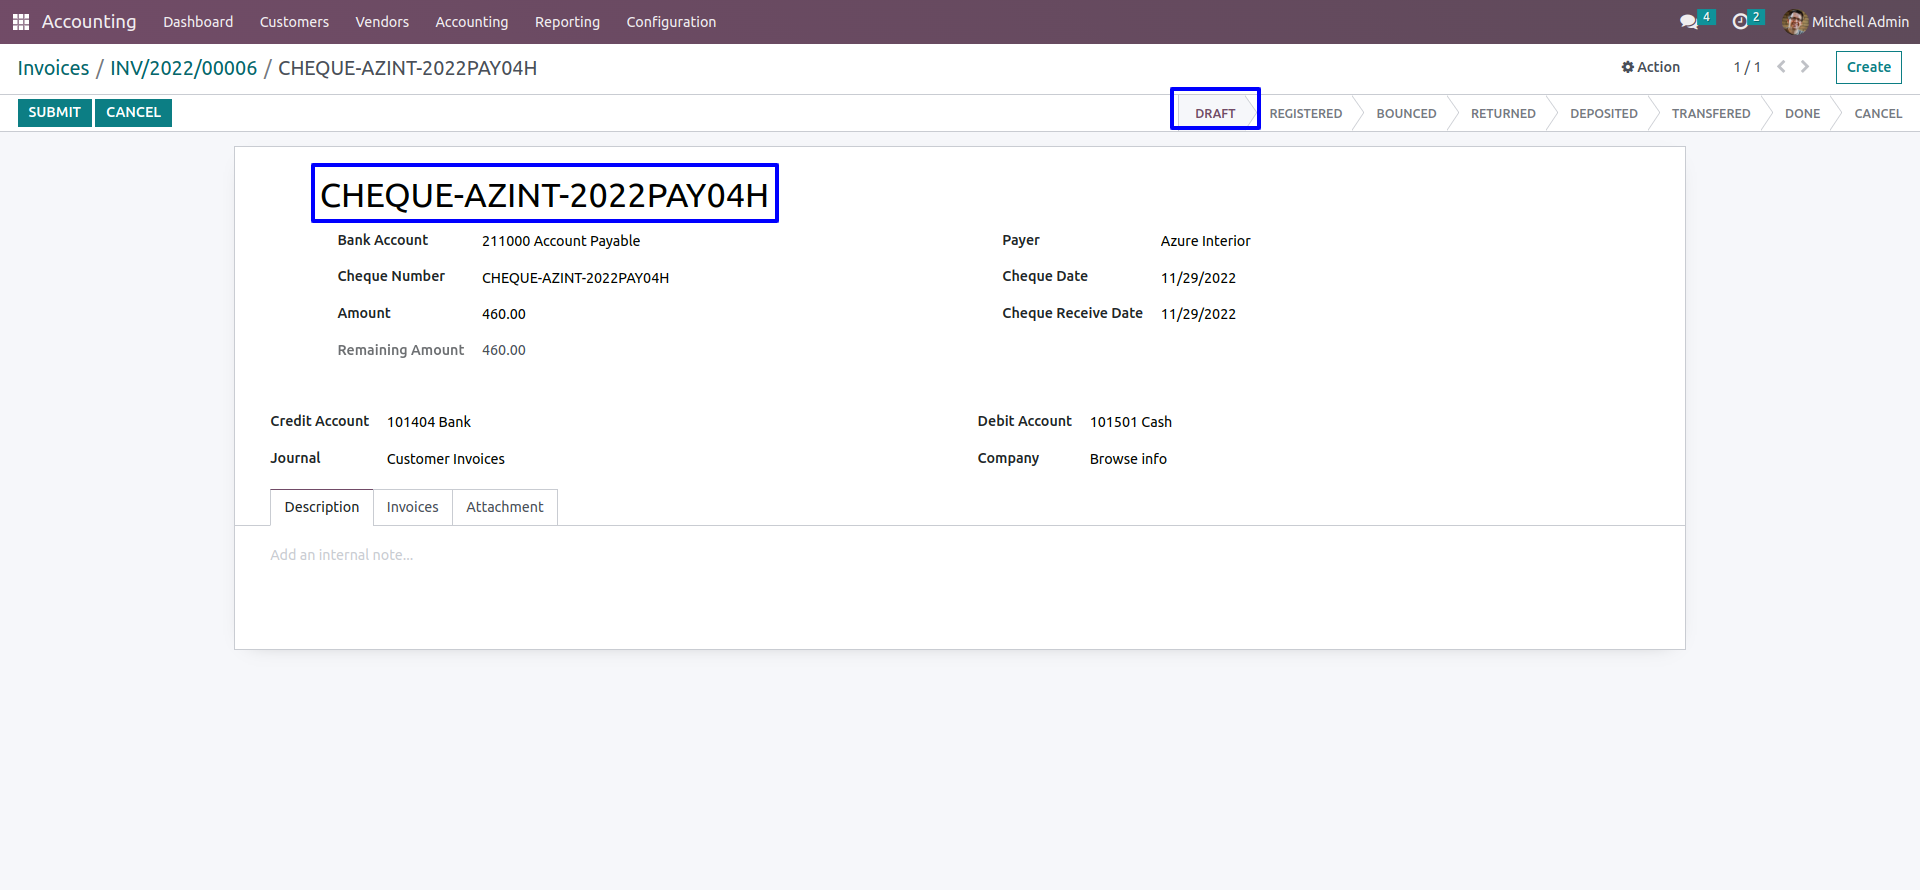 Accounting Dashboard Customers Vendors Accounting Reporting Configuration 4 2 Mitchell Admin
Invoices / INV/2022/00006 / CHEQUE-AZINT-2022PAY04H Action 1 / 1 Create
SUBMIT CANCEL DRAFT REGISTERED BOUNCED RETURNED DEPOSITED TRANSFERED DONE CANCEL
CHEQUE-AZINT-2022PAY04H
Bank Account 211000 Account Payable Payer Azure Interior
Cheque Number CHEQUE-AZINT-2022PAY04H Cheque Date 11/29/2022
Amount 460.00 Cheque Receive Date 11/29/2022
Remaining Amount 460.00
Credit Account 101404 Bank Debit Account 101501 Cash
Journal Customer Invoices Company Browse info
Description Invoices Attachment
Add an internal note...